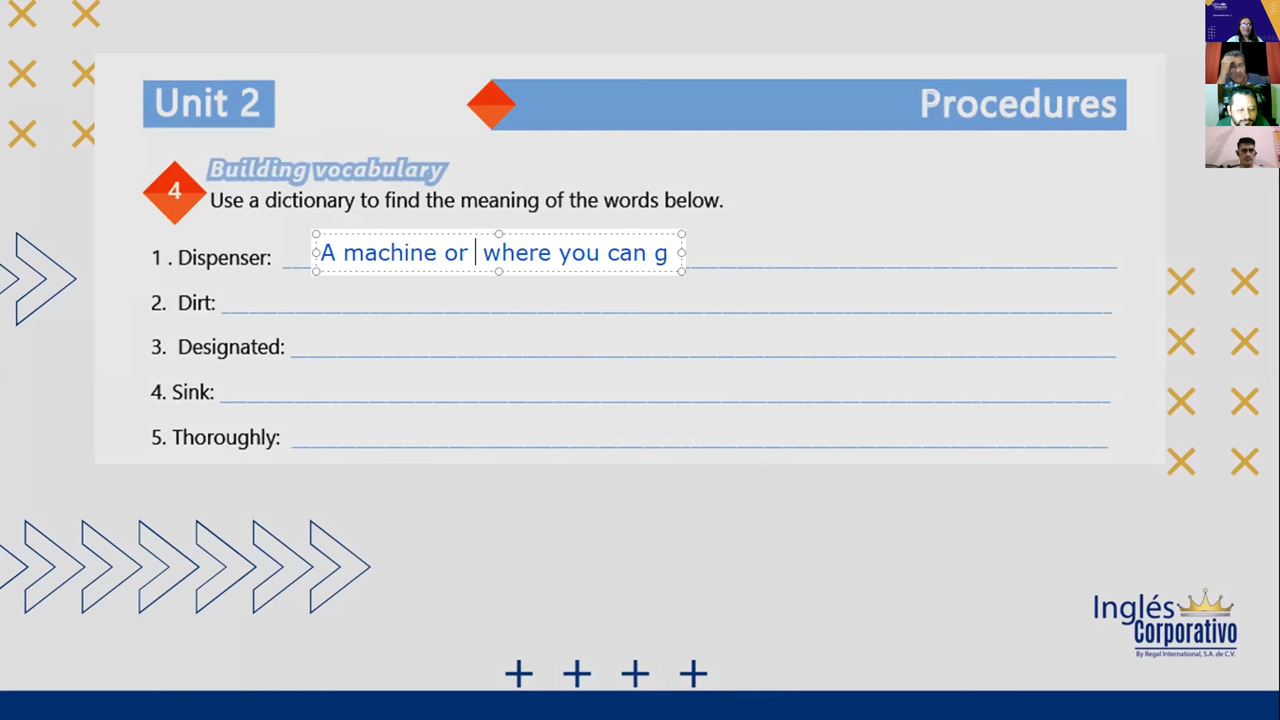 Unit 2
Procedures
4
Building vocabulary
Use a dictionary to find the meaning of the words below.
1 . Dispenser: A machine or where you can g
2. Dirt:
3. Designated:
4. Sink:
5. Thoroughly:
Inglés
Corporativo
By Regal International, S.A. de C.V.